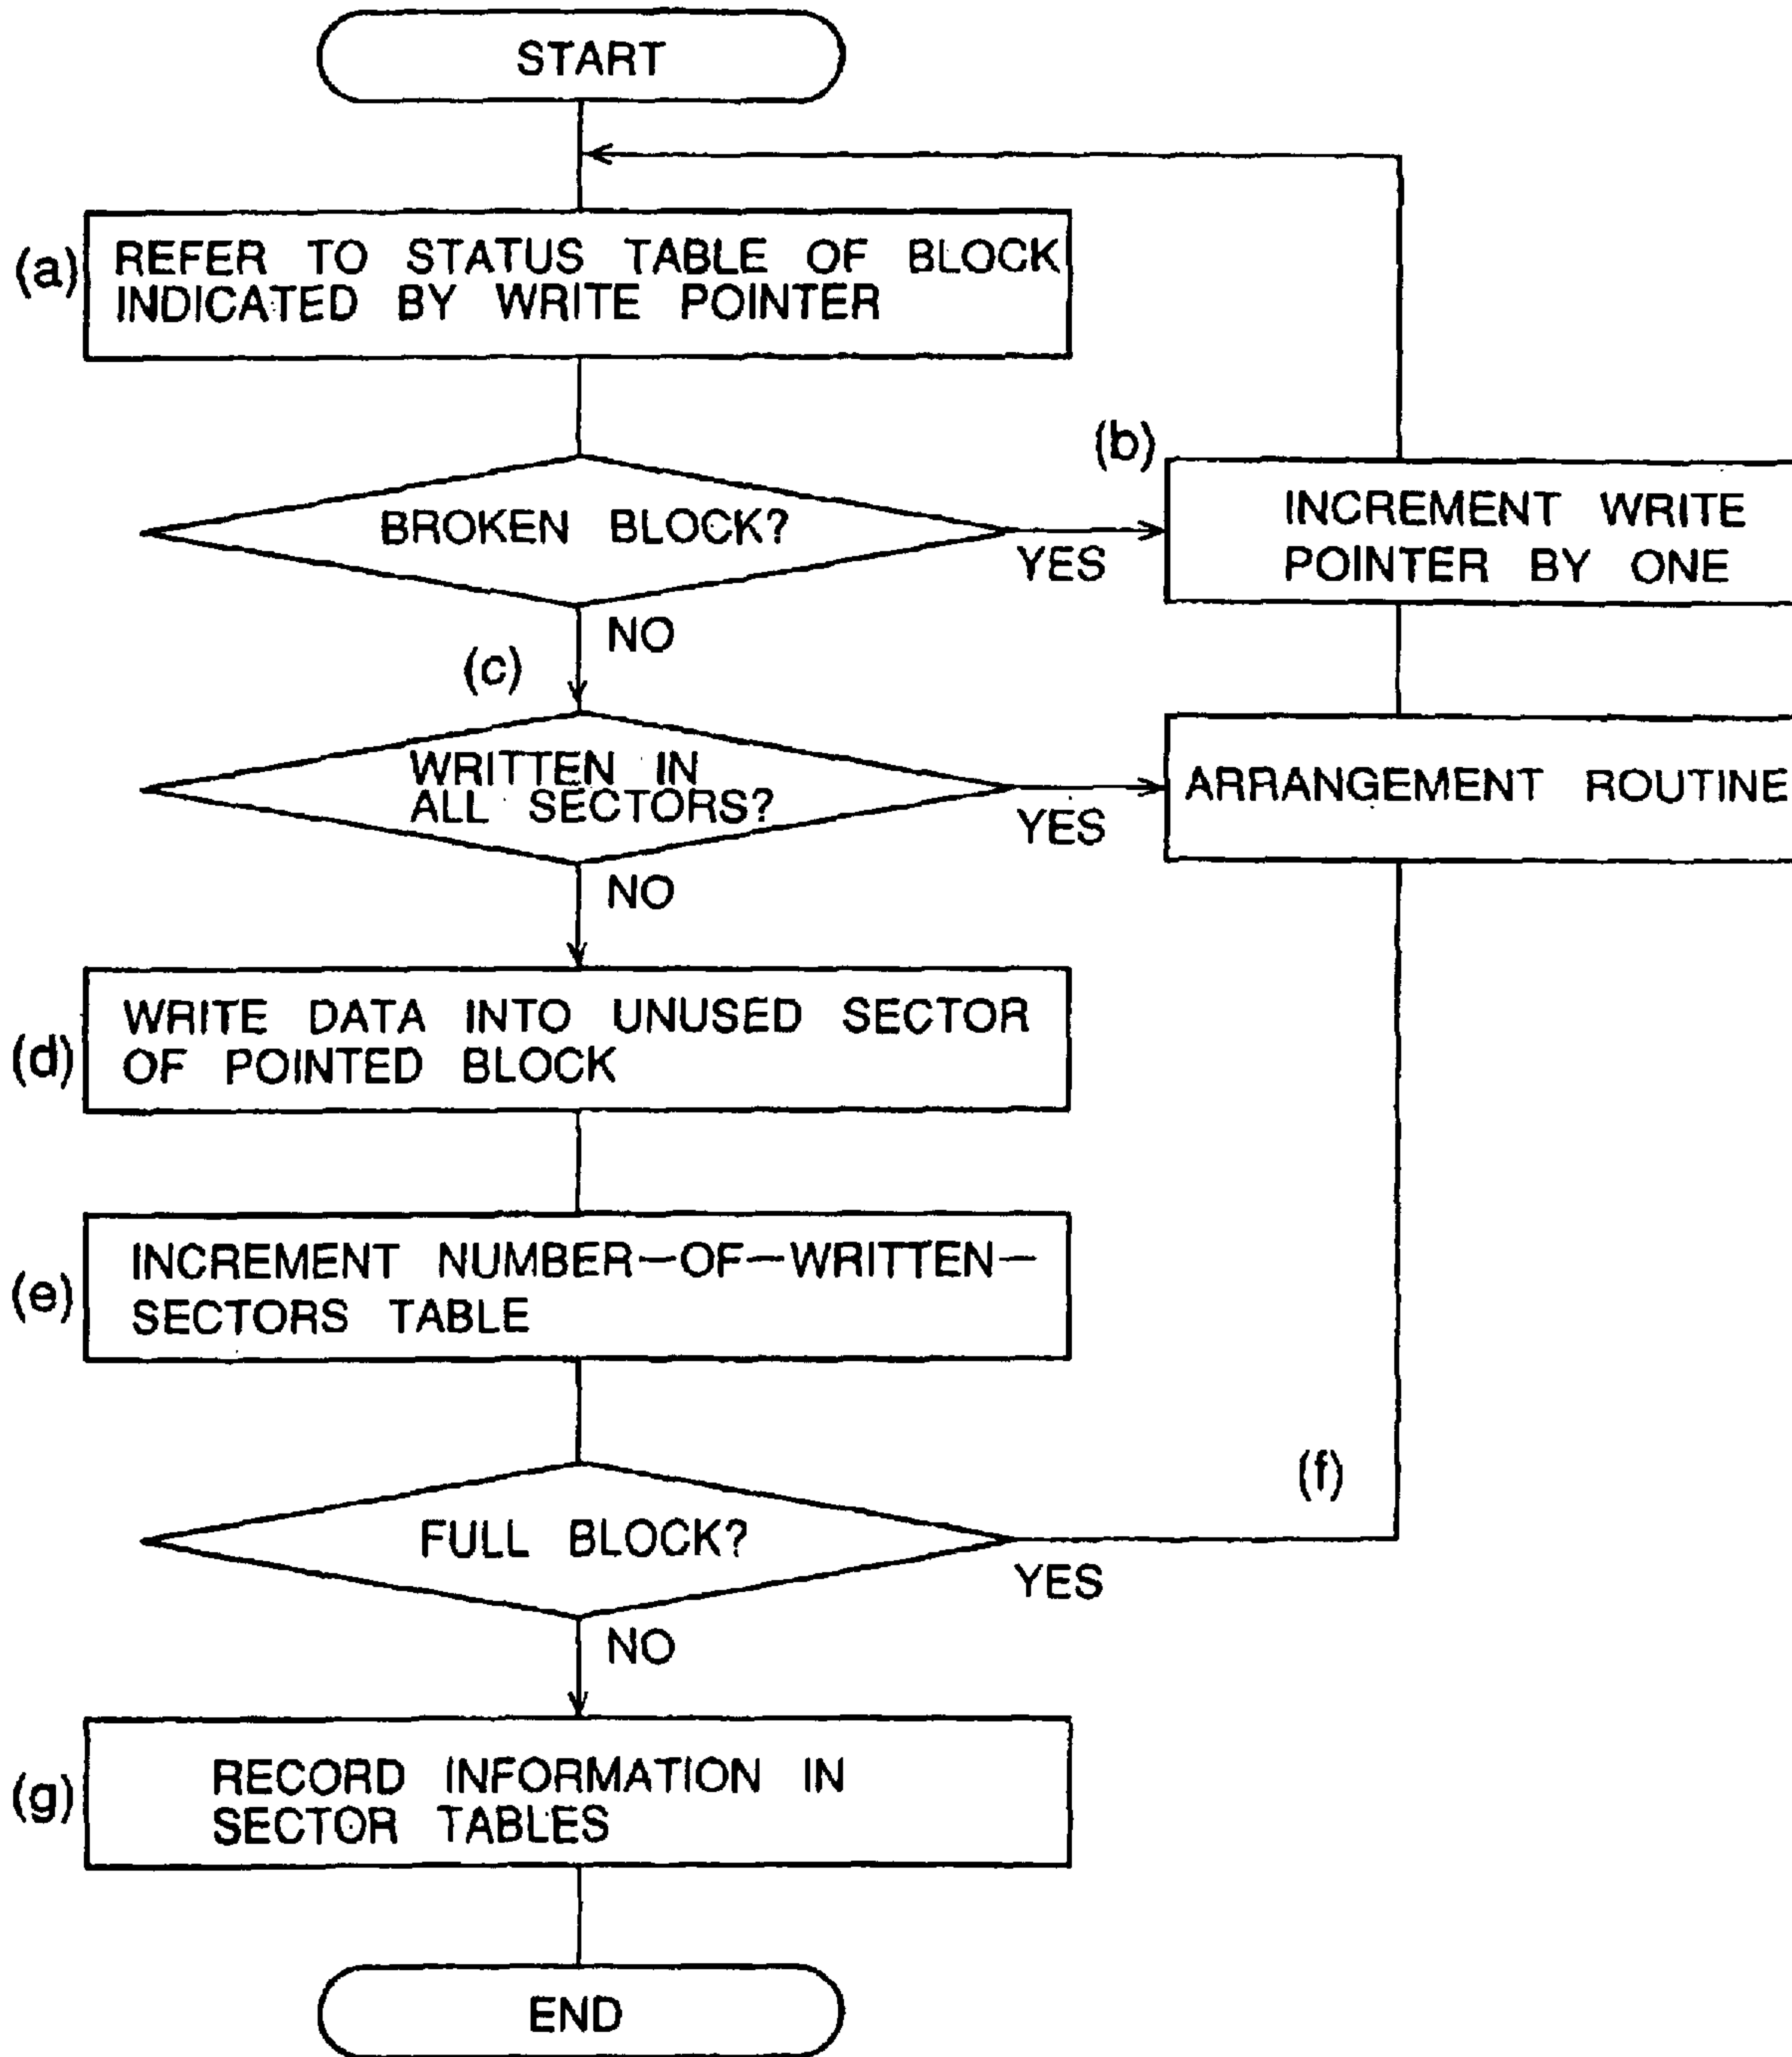 START
(a)
REFER TO STATUS TABLE OF BLOCK
INDICATED BY WRITE POINTER
BROKEN BLOCK?
YES
(b)
INCREMENT WRITE
POINTER BY ONE
NO
(c)
WRITTEN IN
ALL SECTORS?
YES
ARRANGEMENT ROUTINE
NO
(d)
WRITE DATA INTO UNUSED SECTOR
OF POINTED BLOCK
(e)
INCREMENT NUMBER-OF-WRITTEN-
SECTORS TABLE
FULL BLOCK?
YES
(f)
NO
(g)
RECORD INFORMATION IN
SECTOR TABLES
END